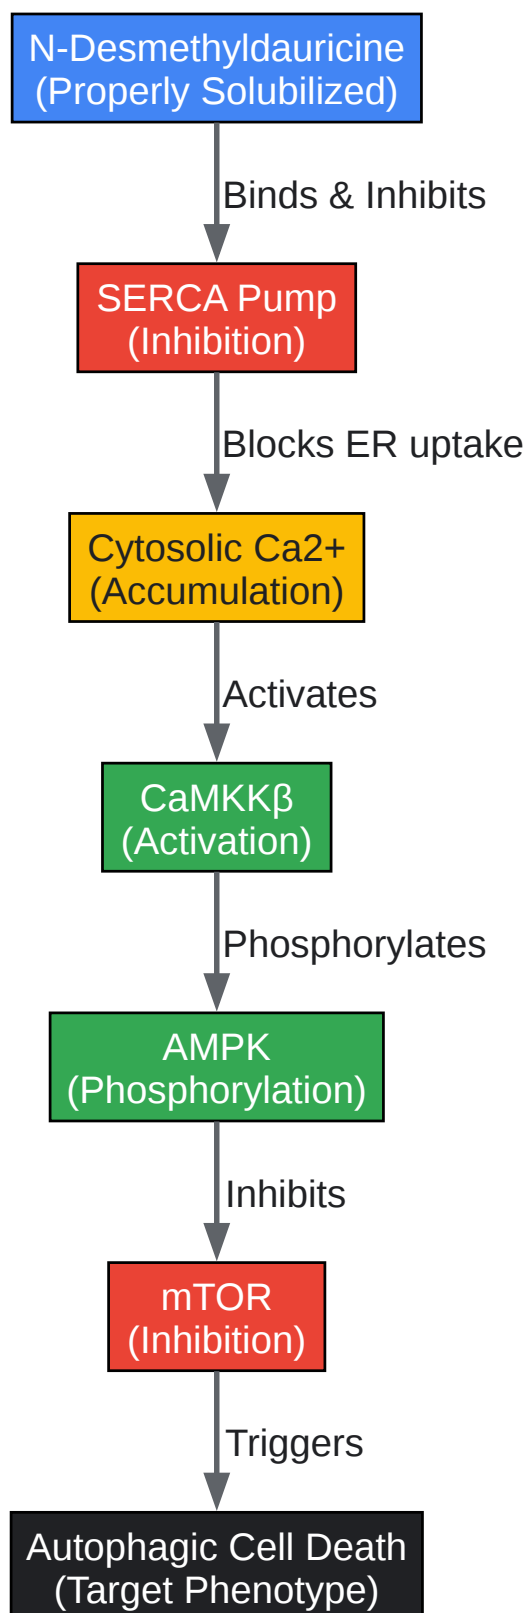 N-Desmethyldauricine
(Properly Solubilized)
Binds & Inhibits
SERCA Pump
(Inhibition)
Blocks ER uptake
Cytosolic Ca2+
(Accumulation)
Activates
CaMKKβ
(Activation)
Phosphorylates
AMPK
(Phosphorylation)
Inhibits
mTOR
(Inhibition)
Triggers
Autophagic Cell Death
(Target Phenotype)